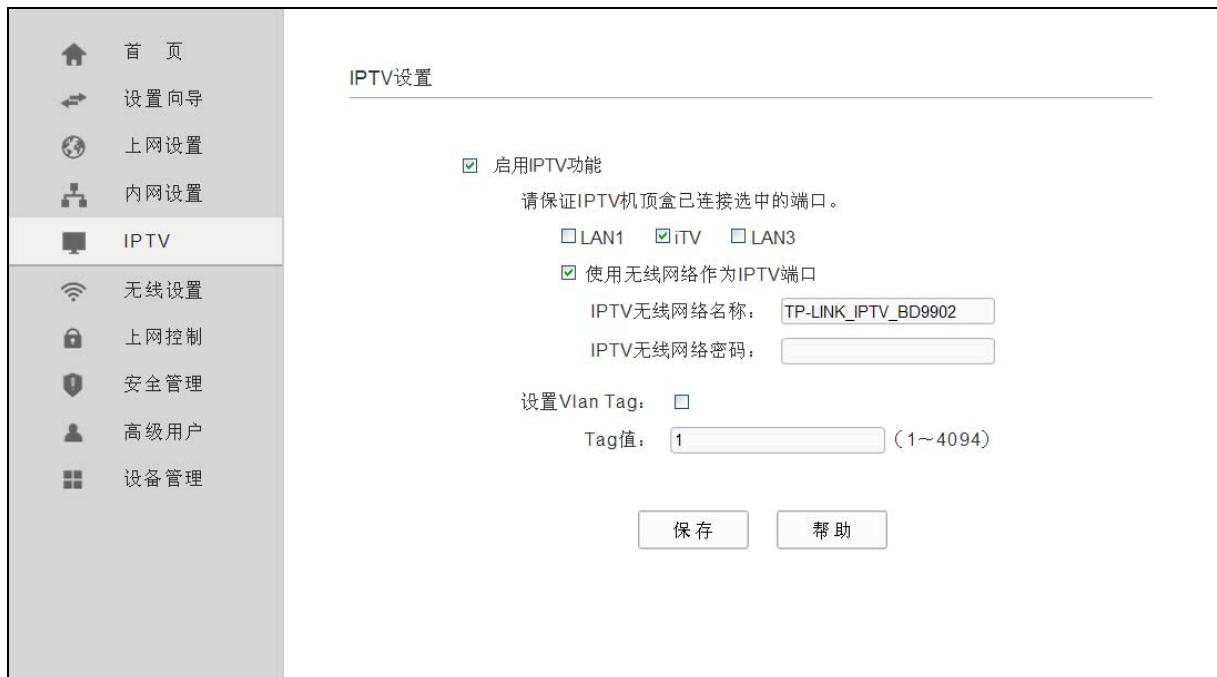 首 页
设置向导
上网设置
内网设置
IPTV
无线设置
上网控制
安全管理
高级用户
设备管理
IPTV设置
启用IPTV功能
请保证IPTV机顶盒已连接选中的端口。
LAN1 iTV LAN3
使用无线网络作为IPTV端口
IPTV无线网络名称： TP-LINK_IPTV_BD9902
IPTV无线网络密码：
设置Vlan Tag：
Tag值： 1 （1～4094）
保存 帮助